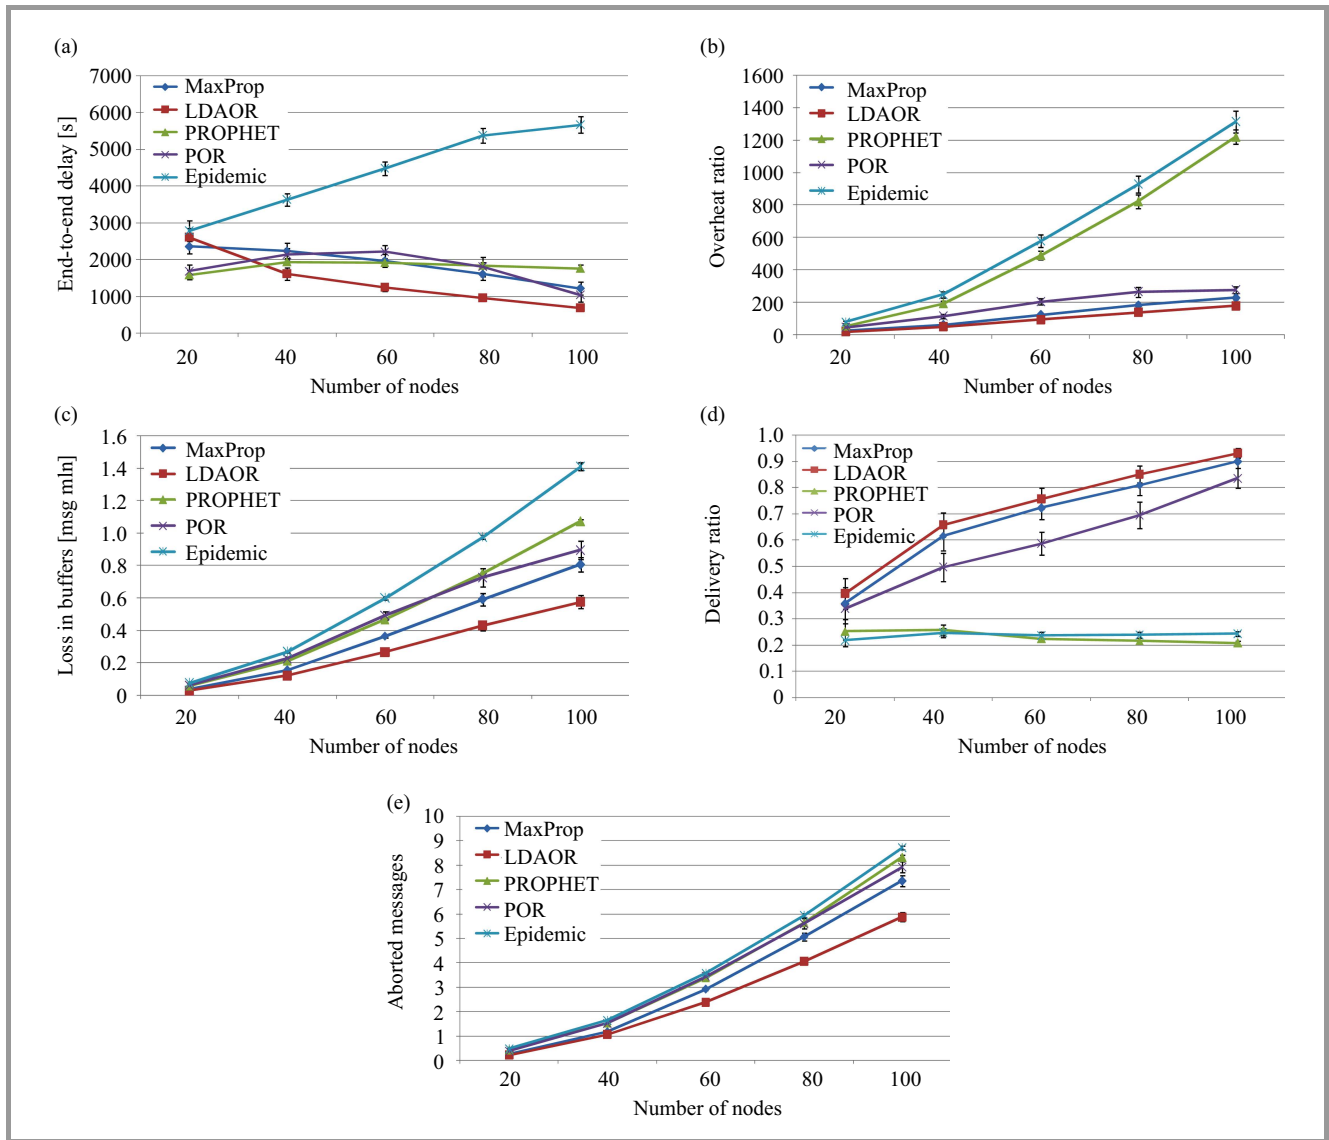 (a)
7000
6000
5000
4000
3000
2000
1000
0
End-to-end delay [s]
MaxProp
LDAOR
PROPHET
POR
Epidemic
20 40 60 80 100
Number of nodes
(b)
1600
1400
1200
1000
800
600
400
200
0
Overheat ratio
MaxProp
LDAOR
PROPHET
POR
Epidemic
20 40 60 80 100
Number of nodes
(c)
1.6
1.4
1.2
1.0
0.8
0.6
0.4
0.2
0
Loss in buffers [msg mln]
MaxProp
LDAOR
PROPHET
POR
Epidemic
20 40 60 80 100
Number of nodes
(d)
1.0
0.9
0.8
0.7
0.6
0.5
0.4
0.3
0.2
0.1
0
Delivery ratio
MaxProp
LDAOR
PROPHET
POR
Epidemic
20 40 60 80 100
Number of nodes
(e)
10
9
8
7
6
5
4
3
2
1
0
Aborted messages
MaxProp
LDAOR
PROPHET
POR
Epidemic
20 40 60 80 100
Number of nodes